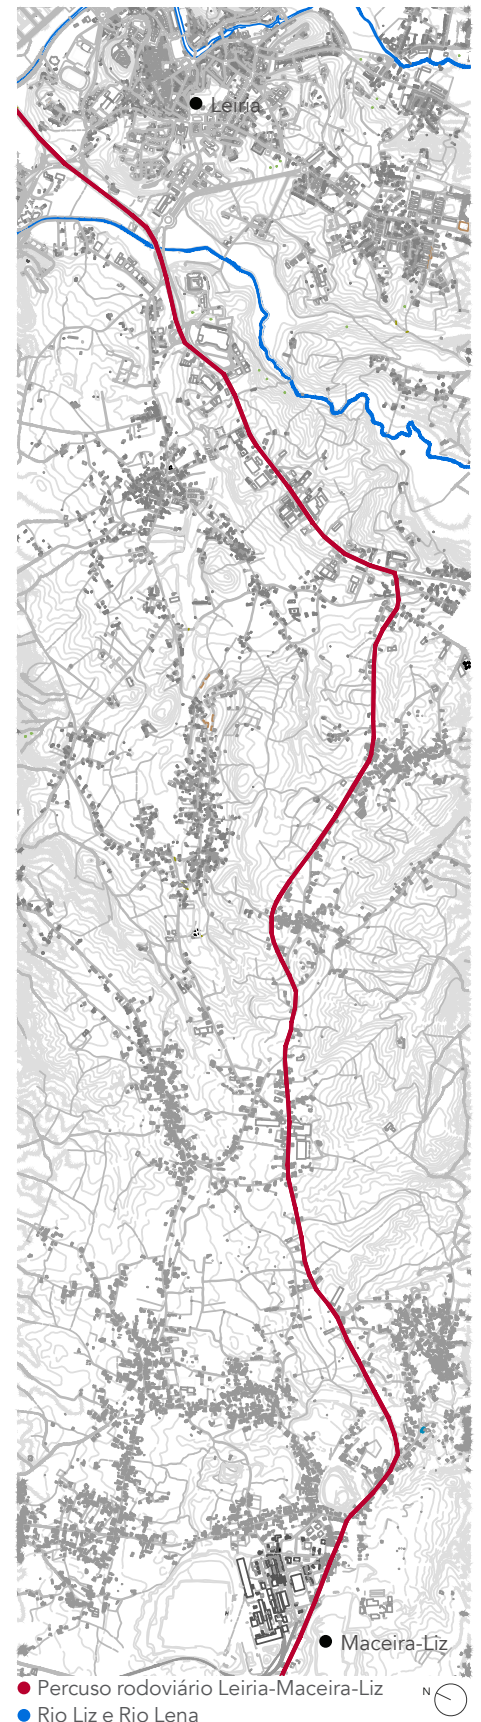 Leiria
Maceira-Liz
Percuso rodoviário Leiria-Maceira-Liz
N
Rio Liz e Rio Lena